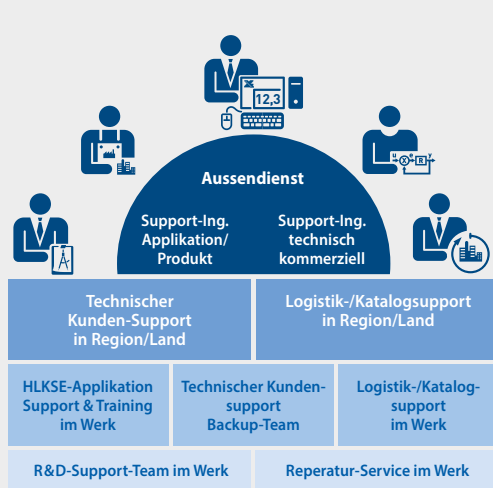 12,3
u e y
X R
Aussendienst
Support-Ing.
Applikation/
Produkt
Support-Ing.
technisch
kommerziell
Technischer
Kunden-Support
in Region/Land
Logistik-/Katalogsupport
in Region/Land
HLKSE-Applikation
Support & Training
im Werk
Technischer Kunden-
support
Backup-Team
Logistik-/Katalog-
support
im Werk
R&D-Support-Team im Werk
Reperatur-Service im Werk